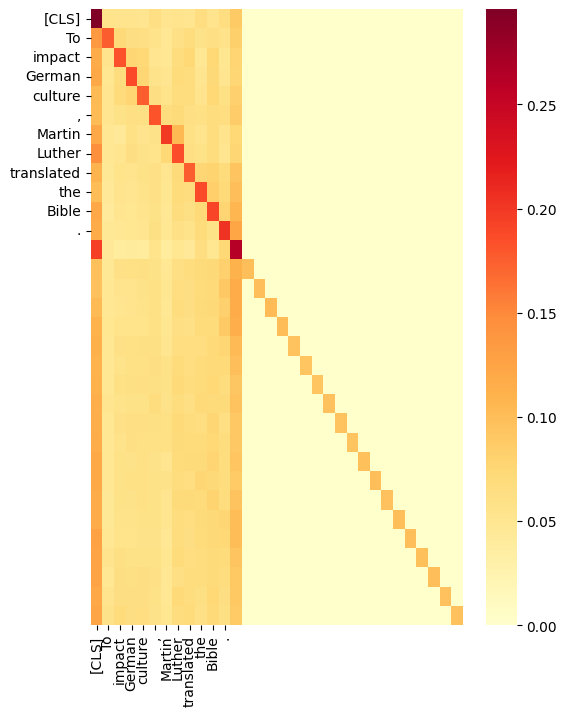 [CLS]
To
impact
German
culture
,
Martin
Luther
translated
the
Bible
.
0.25
0.20
0.15
0.10
0.05
0.00
[CLS]
To
impact
German
culture
,
Martin
Luther
translated
the
Bible
.